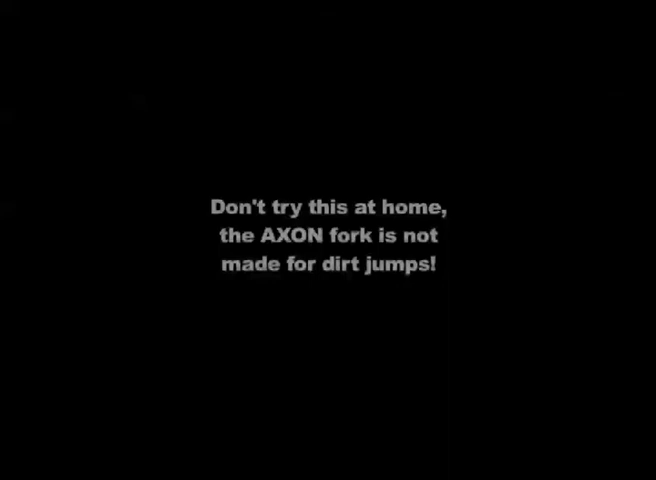 Don't try this at home,
the AXON fork is not
made for dirt jumps!